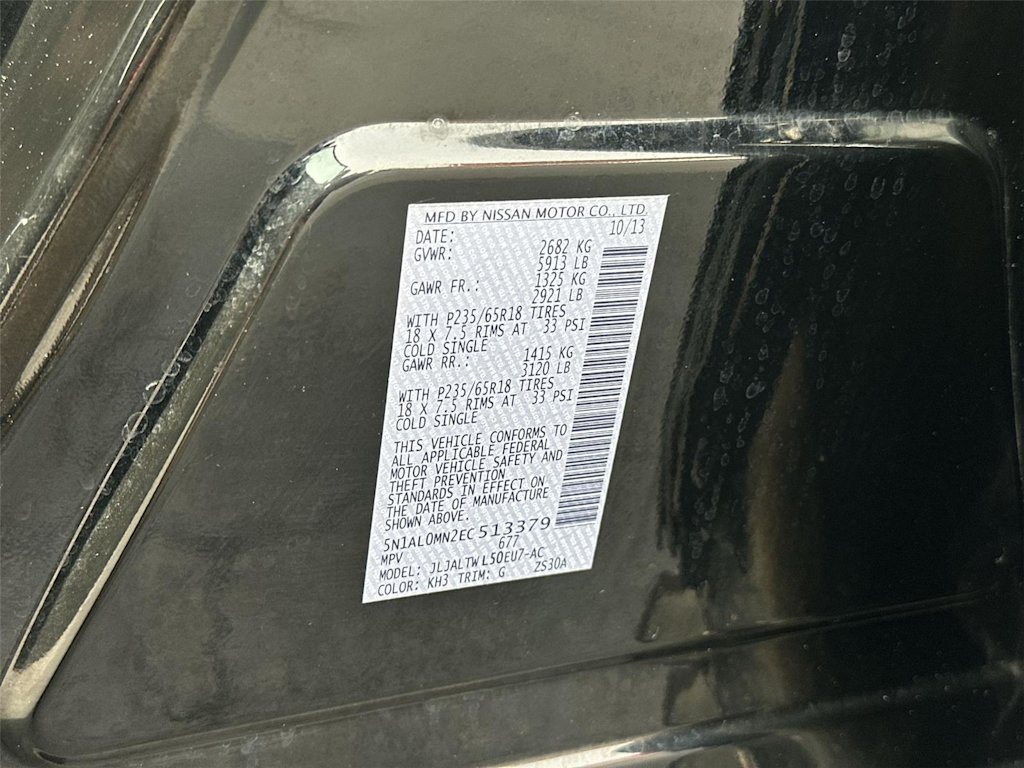 MFD BY NISSAN MOTOR CO., LTD
DATE: 10/13
GVWR: 2682 KG
5913 LB
GAWR FR.: 1325 KG
2921 LB
WITH P235/65R18 TIRES
18 X 7.5 RIMS AT 33 PSI
COLD SINGLE
GAWR RR.: 1415 KG
3120 LB
WITH P235/65R18 TIRES
18 X 7.5 RIMS AT 33 PSI
COLD SINGLE
THIS VEHICLE CONFORMS TO
ALL APPLICABLE FEDERAL
MOTOR VEHICLE SAFETY AND
THEFT PREVENTION
STANDARDS IN EFFECT ON
THE DATE OF MANUFACTURE
SHOWN ABOVE.
5N1AL0MN2EC513379
MPV 677
MODEL: JLJALTWL50EU7-AC
COLOR: KH3 TRIM: G ZS30A